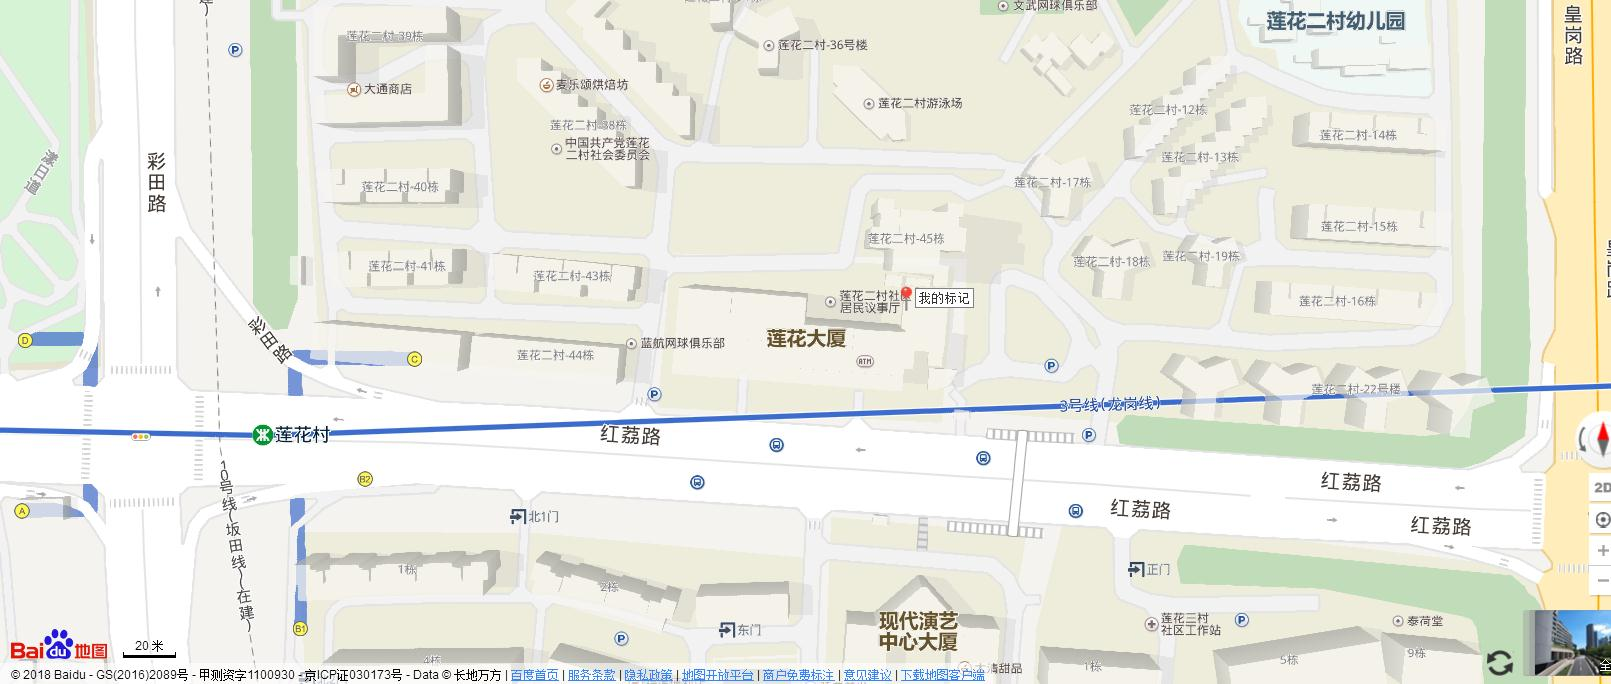 文武网球俱乐部
莲花二村幼儿园
皇岗路
莲花二村-39栋
莲花二村-36号楼
大通商店
麦乐颂烘焙坊
莲花二村游泳场
莲花二村-12栋
莲花二村-38栋
莲花二村-14栋
中国共产党莲花
二村社会委员会
莲花二村-13栋
漾日道
彩田路
莲花二村-40栋
莲花二村-17栋
莲花二村-15栋
莲花二村-45栋
莲花二村-41栋
莲花二村-43栋
莲花二村-18栋
莲花二村-19栋
莲花二村社区
居民议事厅
我的标记
莲花二村-16栋
彩田路
D
莲花大厦
蓝航网球俱乐部
莲花二村-44栋
C
ATM
P
莲花二村-22号楼
3号线(龙岗线)
莲花村
红荔路
红荔路
红荔路
红荔路
B2
A
10号线(坂田线)(在建)
北1门
2D
1栋
2栋
正门
现代演艺
中心大厦
莲花三村
社区工作站
泰荷堂
B1
东门
4栋
1栋
5栋
9栋
Bai du 地图
20 米
全
© 2018 Baidu - GS(2016)2089号 - 甲测资字1100930 - 京ICP证030173号 - Data © 长地万方 | 百度首页 | 服务条款 | 隐私政策 | 地图开放平台 | 商户免费标注 | 意见建议 | 下载地图客户端